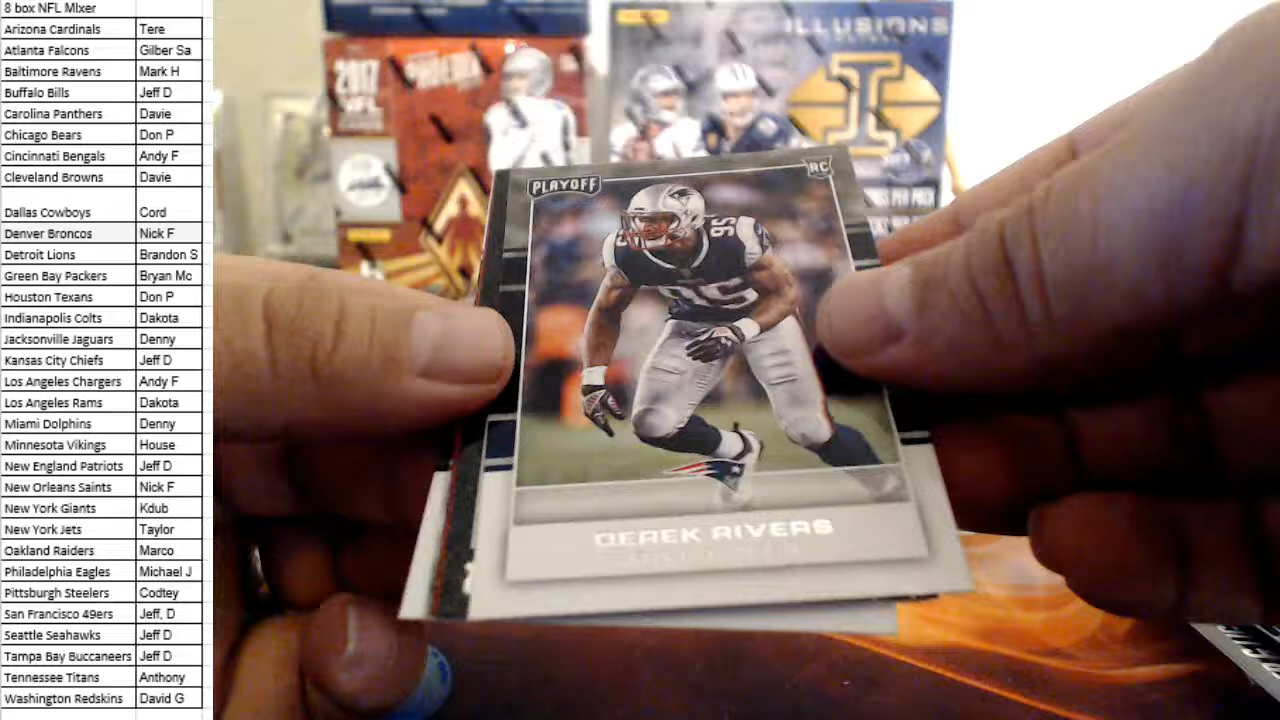 8 box NFL MIxer
Arizona Cardinals Tere
Atlanta Falcons Gilber Sa
Baltimore Ravens Mark H
Buffalo Bills Jeff D
Carolina Panthers Davie
Chicago Bears Don P
Cincinnati Bengals Andy F
Cleveland Browns Davie
Dallas Cowboys Cord
Denver Broncos Nick F
Detroit Lions Brandon S
Green Bay Packers Bryan Mc
Houston Texans Don P
Indianapolis Colts Dakota
Jacksonville Jaguars Denny
Kansas City Chiefs Jeff D
Los Angeles Chargers Andy F
Los Angeles Rams Dakota
Miami Dolphins Denny
Minnesota Vikings House
New England Patriots Jeff D
New Orleans Saints Nick F
New York Giants Kdub
New York Jets Taylor
Oakland Raiders Marco
Philadelphia Eagles Michael J
Pittsburgh Steelers Codtey
San Francisco 49ers Jeff, D
Seattle Seahawks Jeff D
Tampa Bay Buccaneers Jeff D
Tennessee Titans Anthony
Washington Redskins David G
2017 PHOENIX
NFL
ILLUSIONS
I
PER PACK
PLAYOFF
RC
95
95
DEREK RIVERS